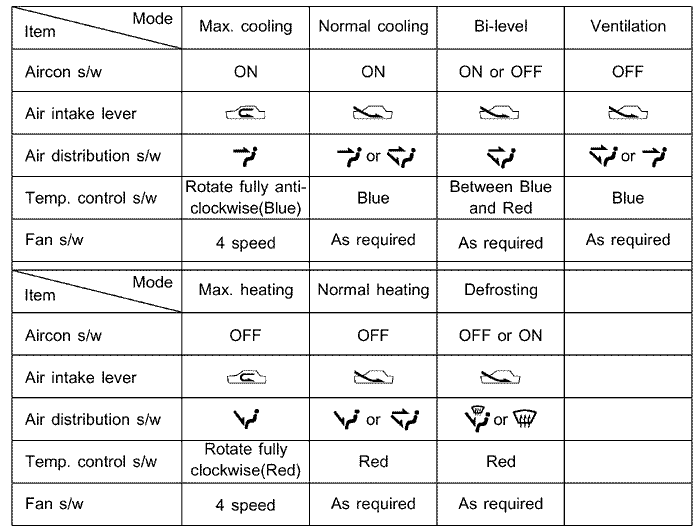 Mode
Item
Max. cooling Normal cooling Bi-level Ventilation
Aircon s/w ON ON ON or OFF OFF
Air intake lever
Air distribution s/w or or
Temp. control s/w Rotate fully anti-
clockwise(Blue) Blue Between Blue
and Red Blue
Fan s/w 4 speed As required As required As required
Mode
Item
Max. heating Normal heating Defrosting
Aircon s/w OFF OFF OFF or ON
Air intake lever
Air distribution s/w or or
Temp. control s/w Rotate fully
clockwise(Red) Red Red
Fan s/w 4 speed As required As required